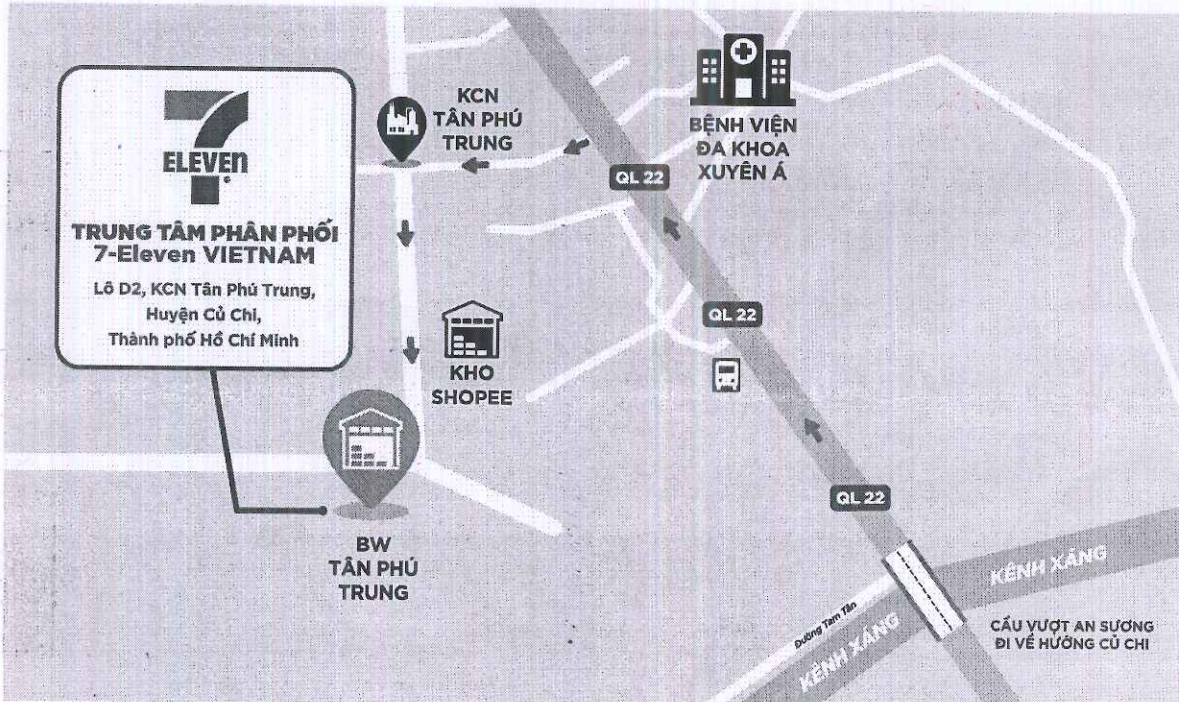 7
ELEVEN
®
TRUNG TÂM PHÂN PHỐI
7-Eleven VIETNAM
Lô D2, KCN Tân Phú Trung,
Huyện Củ Chi,
Thành phố Hồ Chí Minh
KCN
TÂN PHÚ
TRUNG
BỆNH VIỆN
ĐA KHOA
XUYÊN Á
QL 22
QL 22
KHO
SHOPEE
QL 22
BW
TÂN PHÚ
TRUNG
KÊNH XÁNG
Đường Tam Tân
KÊNH XÁNG
CẦU VƯỢT AN SƯƠNG
ĐI VỀ HƯỚNG CỦ CHI